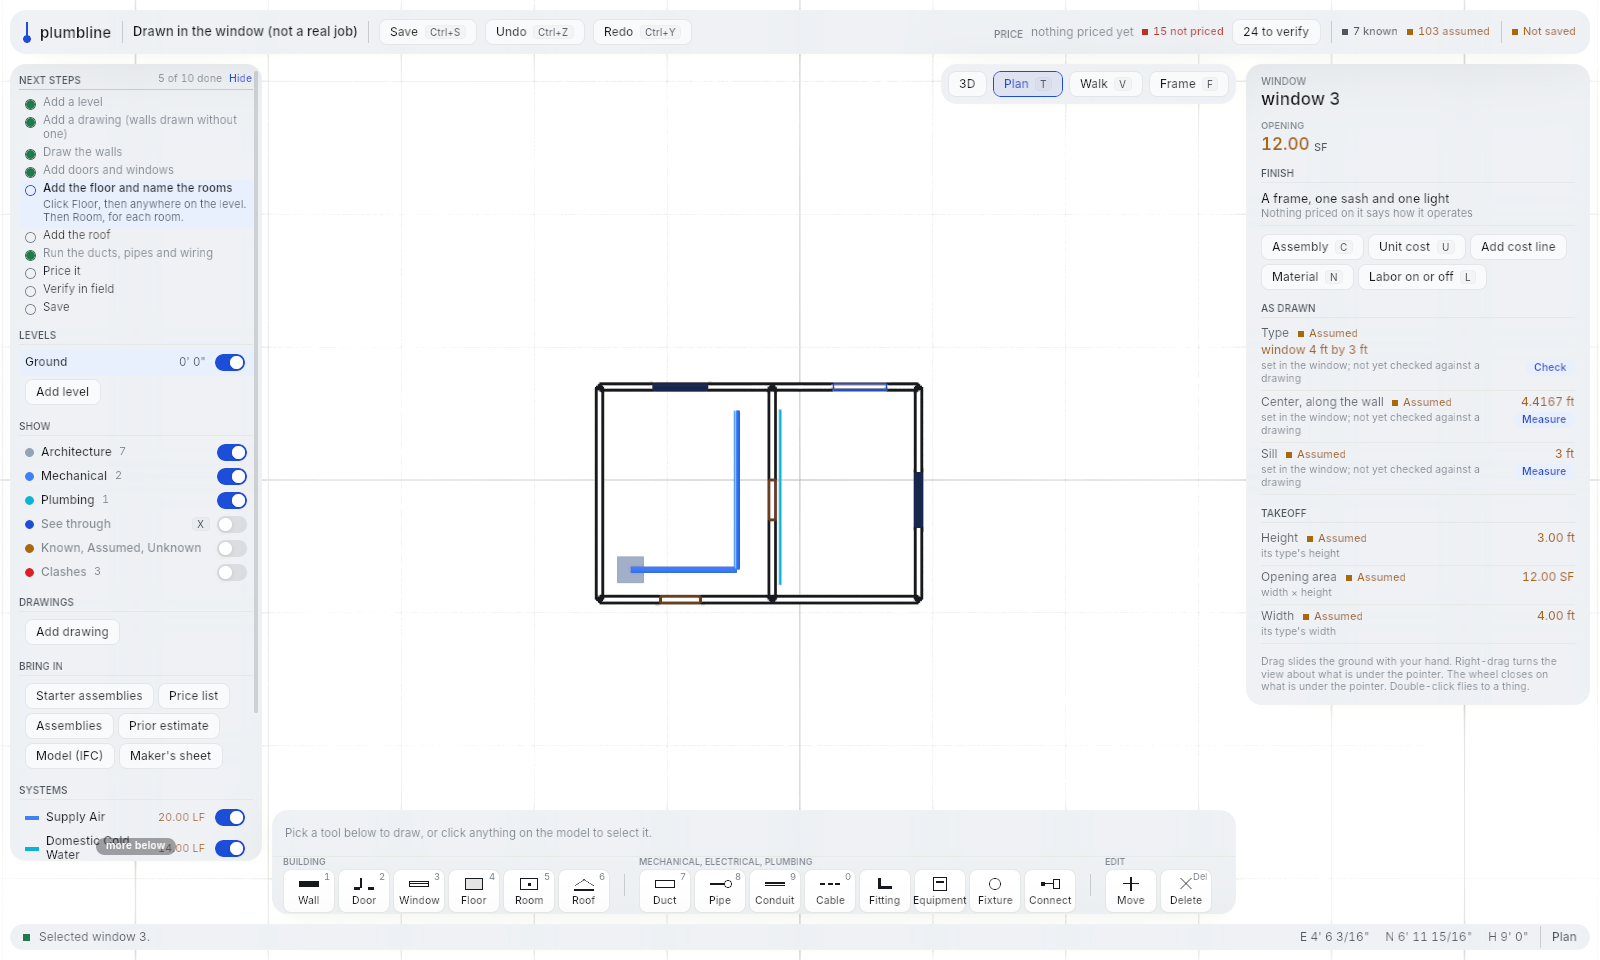 plumbline
Drawn in the window (not a real job)
Save Ctrl+S
Undo Ctrl+Z
Redo Ctrl+Y
PRICE nothing priced yet
15 not priced
24 to verify
7 known
103 assumed
Not saved
NEXT STEPS 5 of 10 done Hide
Add a level
Add a drawing (walls drawn without
one)
Draw the walls
Add doors and windows
Add the floor and name the rooms
Click Floor, then anywhere on the level.
Then Room, for each room.
Add the roof
Run the ducts, pipes and wiring
Price it
Verify in field
Save
LEVELS
Ground 0' 0"
Add level
SHOW
Architecture 7
Mechanical 2
Plumbing 1
See through X
Known, Assumed, Unknown
Clashes 3
DRAWINGS
Add drawing
BRING IN
Starter assemblies Price list
Assemblies Prior estimate
Model (IFC) Maker's sheet
SYSTEMS
Supply Air 20.00 LF
Domestic Cold
Water 14.00 LF
more below
3D
Plan T
Walk V
Frame F
WINDOW
window 3
OPENING
12.00 SF
FINISH
A frame, one sash and one light
Nothing priced on it says how it operates
Assembly C Unit cost U Add cost line
Material N Labor on or off L
AS DRAWN
Type Assumed
window 4 ft by 3 ft
set in the window; not yet checked against a
drawing
Check
Center, along the wall Assumed 4.4167 ft
set in the window; not yet checked against a
drawing
Measure
Sill Assumed 3 ft
set in the window; not yet checked against a
drawing
Measure
TAKEOFF
Height Assumed 3.00 ft
its type's height
Opening area Assumed 12.00 SF
width × height
Width Assumed 4.00 ft
its type's width
Drag slides the ground with your hand. Right-drag turns the
view about what is under the pointer. The wheel closes on
what is under the pointer. Double-click flies to a thing.
Pick a tool below to draw, or click anything on the model to select it.
BUILDING
Wall 1
Door 2
Window 3
Floor 4
Room 5
Roof 6
MECHANICAL, ELECTRICAL, PLUMBING
Duct 7
Pipe 8
Conduit 9
Cable 0
Fitting
Equipment
Fixture
Connect
EDIT
Move
Delete Del
Selected window 3.
E 4' 6 3/16" N 6' 11 15/16" H 9' 0" Plan